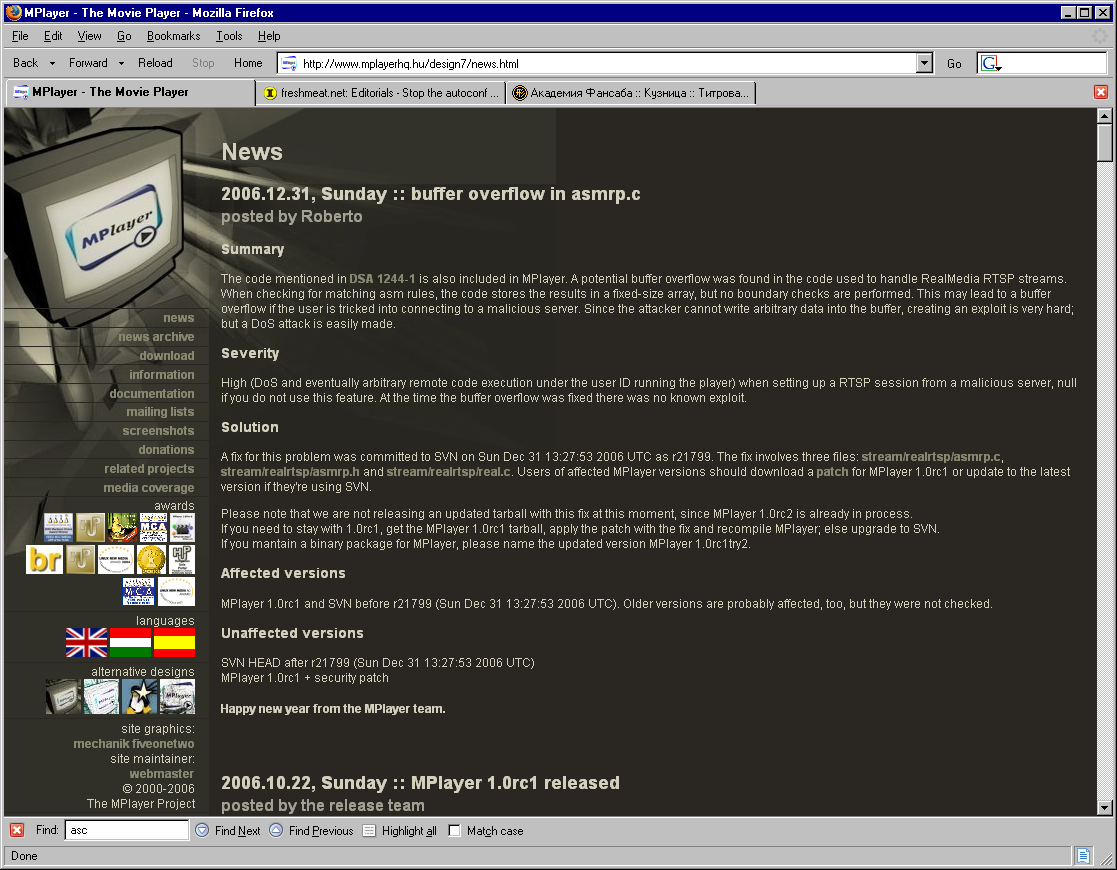 MPlayer - The Movie Player - Mozilla Firefox
File Edit View Go Bookmarks Tools Help
Back Forward Reload Stop Home http://www.mplayerhq.hu/design7/news.html Go G
MPlayer - The Movie Player freshmeat.net: Editorials - Stop the autoconf ... Академия Фансаба :: Кузница :: Титрова...
MPlayer
news
news archive
download
information
documentation
mailing lists
screenshots
donations
related projects
media coverage
awards
MCA
br
HP
MCA
languages
alternative designs
site graphics:
mechanik fiveonetwo
site maintainer:
webmaster
© 2000-2006
The MPlayer Project
News
2006.12.31, Sunday :: buffer overflow in asmrp.c
posted by Roberto
Summary
The code mentioned in DSA 1244-1 is also included in MPlayer. A potential buffer overflow was found in the code used to handle RealMedia RTSP streams.
When checking for matching asm rules, the code stores the results in a fixed-size array, but no boundary checks are performed. This may lead to a buffer
overflow if the user is tricked into connecting to a malicious server. Since the attacker cannot write arbitrary data into the buffer, creating an exploit is very hard;
but a DoS attack is easily made.
Severity
High (DoS and eventually arbitrary remote code execution under the user ID running the player) when setting up a RTSP session from a malicious server, null
if you do not use this feature. At the time the buffer overflow was fixed there was no known exploit.
Solution
A fix for this problem was committed to SVN on Sun Dec 31 13:27:53 2006 UTC as r21799. The fix involves three files: stream/realrtsp/asmrp.c,
stream/realrtsp/asmrp.h and stream/realrtsp/real.c. Users of affected MPlayer versions should download a patch for MPlayer 1.0rc1 or update to the latest
version if they're using SVN.
Please note that we are not releasing an updated tarball with this fix at this moment, since MPlayer 1.0rc2 is already in process.
If you need to stay with 1.0rc1, get the MPlayer 1.0rc1 tarball, apply the patch with the fix and recompile MPlayer; else upgrade to SVN.
If you mantain a binary package for MPlayer, please name the updated version MPlayer 1.0rc1try2.
Affected versions
MPlayer 1.0rc1 and SVN before r21799 (Sun Dec 31 13:27:53 2006 UTC). Older versions are probably affected, too, but they were not checked.
Unaffected versions
SVN HEAD after r21799 (Sun Dec 31 13:27:53 2006 UTC)
MPlayer 1.0rc1 + security patch
Happy new year from the MPlayer team.
2006.10.22, Sunday :: MPlayer 1.0rc1 released
posted by the release team
Find: asc Find Next Find Previous Highlight all Match case
Done